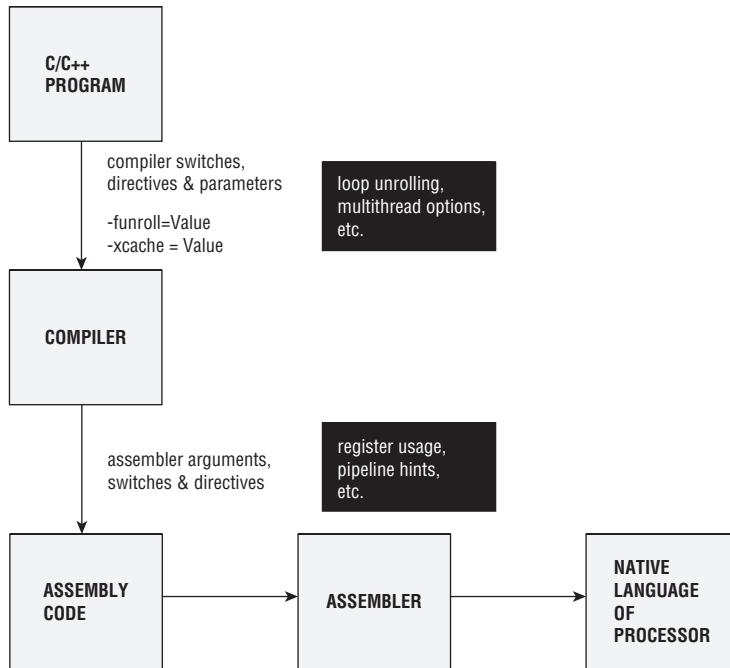 C/C++
PROGRAM
compiler switches,
directives & parameters
-funroll=Value
-xcache = Value
loop unrolling,
multithread options,
etc.
COMPILER
assembler arguments,
switches & directives
register usage,
pipeline hints,
etc.
ASSEMBLY
CODE
ASSEMBLER
NATIVE
LANGUAGE
OF
PROCESSOR